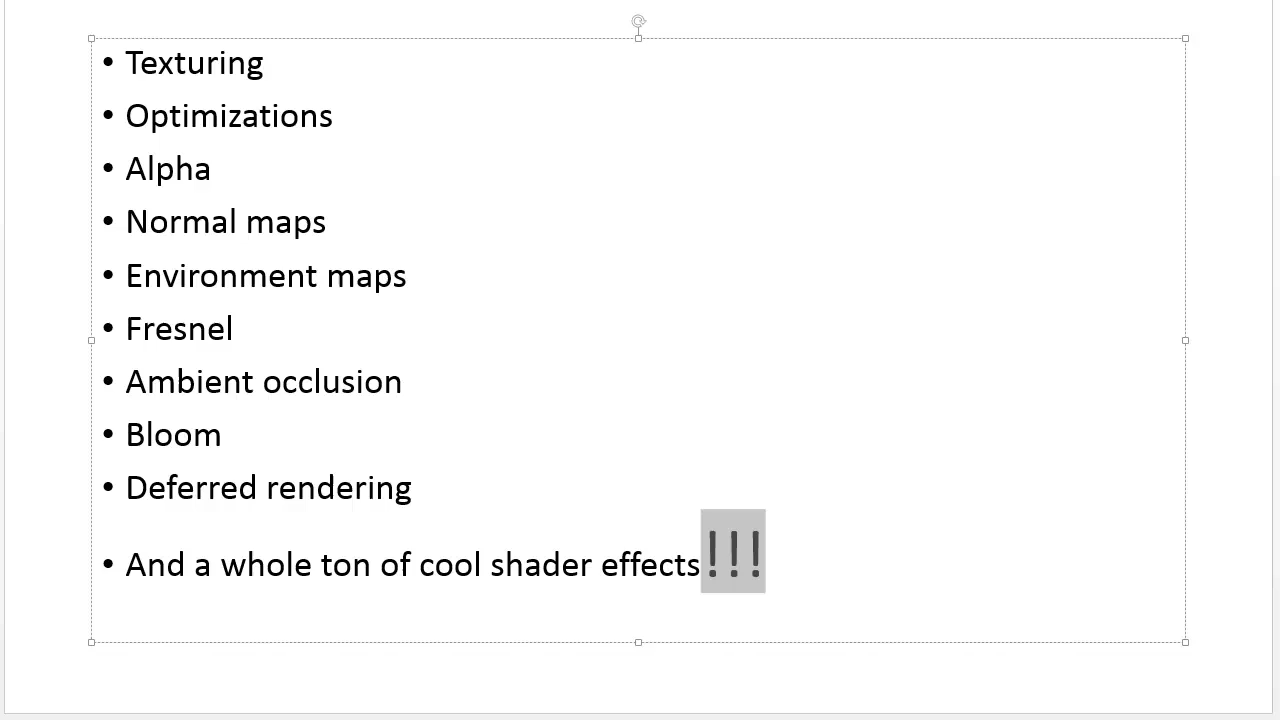 • Texturing
• Optimizations
• Alpha
• Normal maps
• Environment maps
• Fresnel
• Ambient occlusion
• Bloom
• Deferred rendering
• And a whole ton of cool shader effects!!!